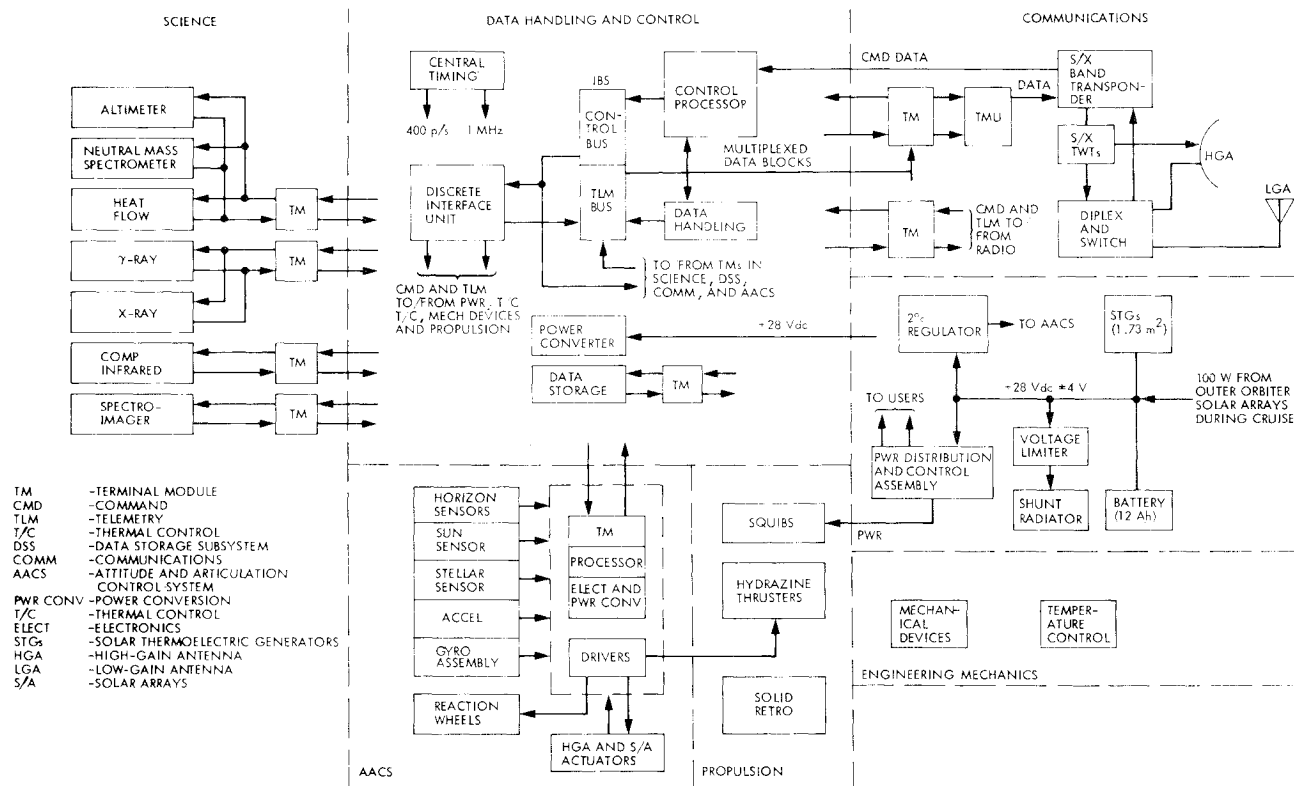 SCIENCE
ALTIMETER
NEUTRAL MASS
SPECTROMETER
HEAT
FLOW
TM
γ-RAY
TM
X-RAY
COMP
INFRARED
TM
SPECTRO-
IMAGER
TM
DATA HANDLING AND CONTROL
CENTRAL
TIMING
400 p/s
1 MHz
JBS
CON-
TROL
BUS
CONTROL
PROCESSOR
DISCRETE
INTERFACE
UNIT
TLM
BUS
DATA
HANDLING
MULTIPLEXED
DATA BLOCKS
CMD AND TLM
TO/FROM PWR, T/C
T/C, MECH DEVICES
AND PROPULSION
TO FROM TMs IN
SCIENCE, DSS,
COMM, AND AACS
POWER
CONVERTER
+28 Vdc
DATA
STORAGE
TM
COMMUNICATIONS
CMD DATA
S/X
BAND
TRANSPON-
DER
TM
TMU
DATA
S/X
TWTs
HGA
LGA
TM
CMD AND
TLM TO
FROM
RADIO
DIPLEX
AND
SWITCH
2%
REGULATOR
TO AACS
STGs
(1.73 m²)
+28 Vdc ±4 V
100 W FROM
OUTER ORBITER
SOLAR ARRAYS
DURING CRUISE
TO USERS
PWR DISTRIBUTION
AND CONTROL
ASSEMBLY
VOLTAGE
LIMITER
SHUNT
RADIATOR
BATTERY
(12 Ah)
PWR
MECHAN-
ICAL
DEVICES
TEMPER-
ATURE
CONTROL
ENGINEERING MECHANICS
HORIZON
SENSORS
SUN
SENSOR
STELLAR
SENSOR
ACCEL
GYRO
ASSEMBLY
TM
PROCESSOR
ELECT AND
PWR CONV
DRIVERS
REACTION
WHEELS
HGA AND S/A
ACTUATORS
AACS
SQUIBS
HYDRAZINE
THRUSTERS
SOLID
RETRO
PROPULSION
TM -TERMINAL MODULE
CMD -COMMAND
TLM -TELEMETRY
T/C -THERMAL CONTROL
DSS -DATA STORAGE SUBSYSTEM
COMM -COMMUNICATIONS
AACS -ATTITUDE AND ARTICULATION
CONTROL SYSTEM
PWR CONV -POWER CONVERSION
T/C -THERMAL CONTROL
ELECT -ELECTRONICS
STGs -SOLAR THERMOELECTRIC GENERATORS
HGA -HIGH-GAIN ANTENNA
LGA -LOW-GAIN ANTENNA
S/A -SOLAR ARRAYS